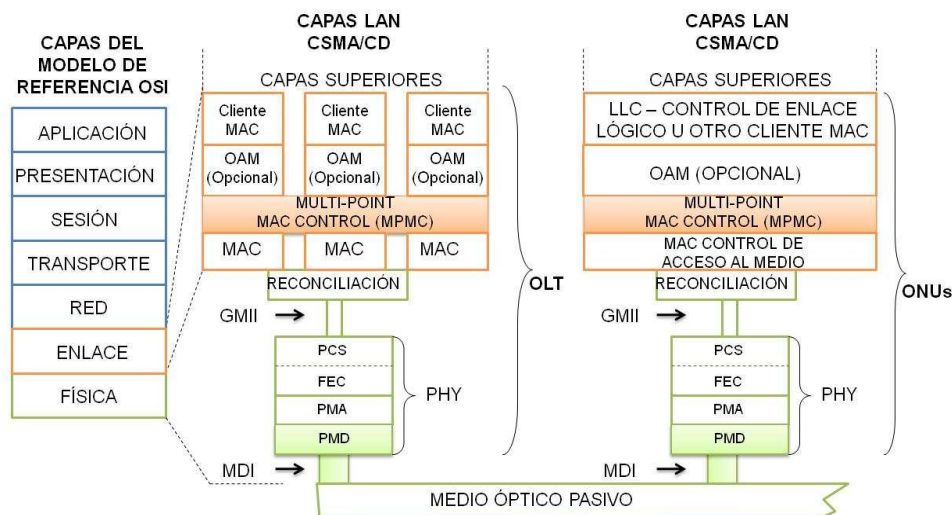 CAPAS DEL
MODELO DE
REFERENCIA OSI
APLICACIÓN
PRESENTACIÓN
SESIÓN
TRANSPORTE
RED
ENLACE
FÍSICA
CAPAS LAN
CSMA/CD
CAPAS SUPERIORES
Cliente
MAC
Cliente
MAC
Cliente
MAC
OAM
(Opcional)
OAM
(Opcional)
OAM
(Opcional)
MULTI-POINT
MAC CONTROL (MPMC)
MAC
MAC
MAC
RECONCILIACIÓN
GMII
PCS
FEC
PMA
PMD
PHY
MDI
OLT
CAPAS LAN
CSMA/CD
CAPAS SUPERIORES
LLC – CONTROL DE ENLACE
LÓGICO U OTRO CLIENTE MAC
OAM (OPCIONAL)
MULTI-POINT
MAC CONTROL (MPMC)
MAC CONTROL DE
ACCESO AL MEDIO
RECONCILIACIÓN
GMII
PCS
FEC
PMA
PMD
PHY
MDI
ONUs
MEDIO ÓPTICO PASIVO